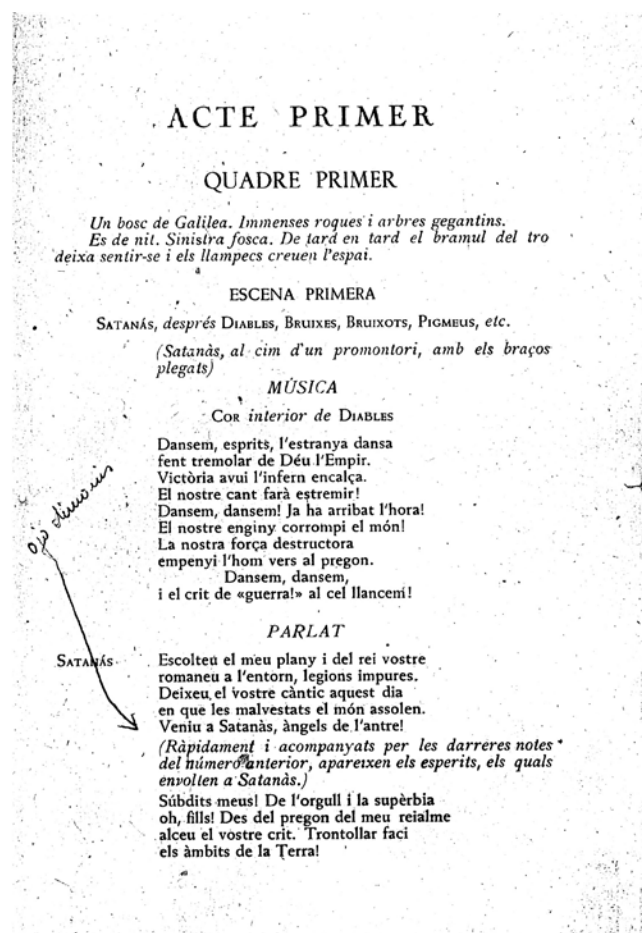 ACTE PRIMER
QUADRE PRIMER
Un bosc de Galilea. Immenses roques i arbres gegantins.
Es de nit. Sinistra fosca. De tard en tard el bramul del tro
deixa sentir-se i els llampecs creuen l'espai.
ESCENA PRIMERA
SATANÁS, després DIABLES, BRUIXES, BRUIXOTS, PIGMEUS, etc.
(Satanàs, al cim d'un promontori, amb els braços
plegats)
MÚSICA
COR interior de DIABLES
Dansem, esprits, l'estranya dansa
fent tremolar de Déu l'Empir.
Victòria avui l'infern encalça.
El nostre cant farà estremir!
Dansem, dansem! Ja ha arribat l'hora!
El nostre enginy corrompi el món!
La nostra força destructora
empenyi l'hom vers al pregon.
Dansem, dansem,
i el crit de «guerra!» al cel llancem!
ojo dimonis
PARLAT
SATANÁS Escolteu el meu plany i del rei vostre
romaneu a l'entorn, legions impures.
Deixeu el vostre càntic aquest dia
en que les malvestats el món assolen.
Veniu a Satanàs, àngels de l'antre!
(Ràpidament i acompanyats per les darreres notes
del número anterior, apareixen els esperits, els quals
envolten a Satanàs.)
Súbdits meus! De l'orgull i la supèrbia
oh, fills! Des del pregon del meu reialme
alceu el vostre crit. Trontollar faci
els àmbits de la Terra!